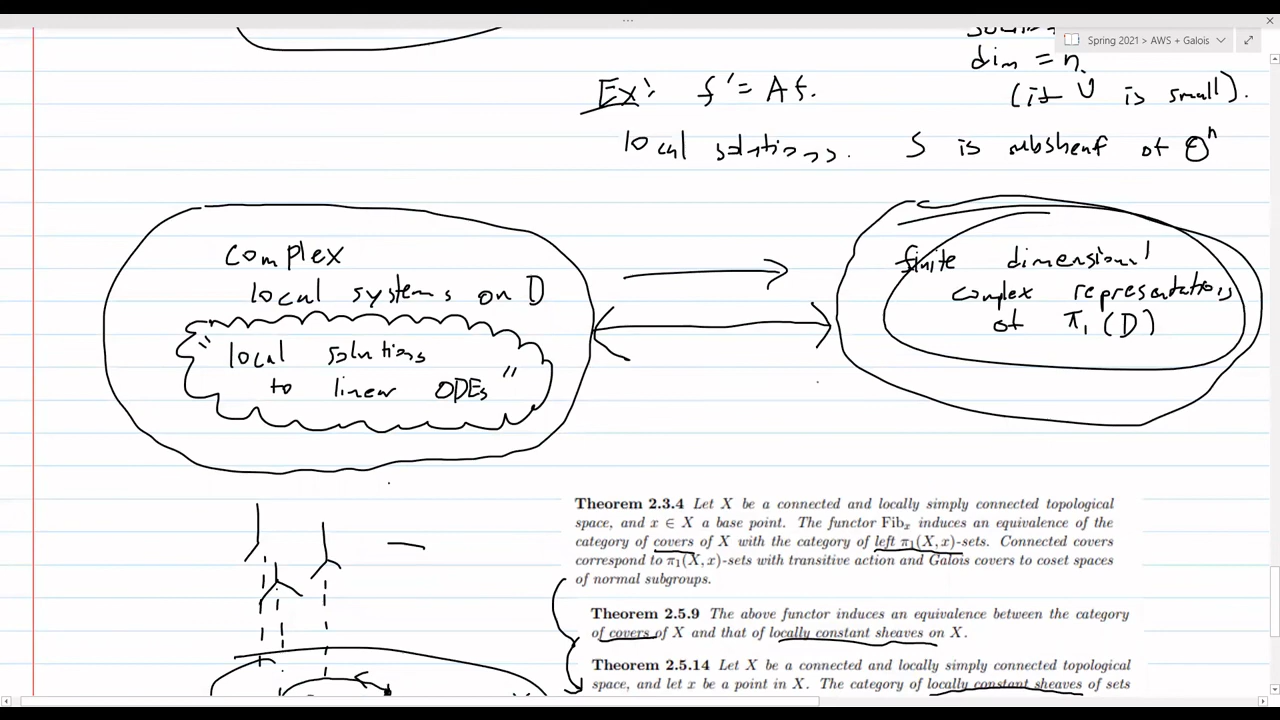 ...
Spring 2021 > AWS + Galois
dim = n.
(if U is small).
Ex: f' = Af.
local solutions. S is subsheaf of O^n
complex
local systems on D
"local solutions
to linear ODEs"
finite dimensional
complex representations
of π₁(D)
Theorem 2.3.4 Let X be a connected and locally simply connected topological
space, and x ∈ X a base point. The functor Fibₓ induces an equivalence of the
category of covers of X with the category of left π₁(X, x)-sets. Connected covers
correspond to π₁(X, x)-sets with transitive action and Galois covers to coset spaces
of normal subgroups.
Theorem 2.5.9 The above functor induces an equivalence between the category
of covers of X and that of locally constant sheaves on X.
Theorem 2.5.14 Let X be a connected and locally simply connected topological
space, and let x be a point in X. The category of locally constant sheaves of sets